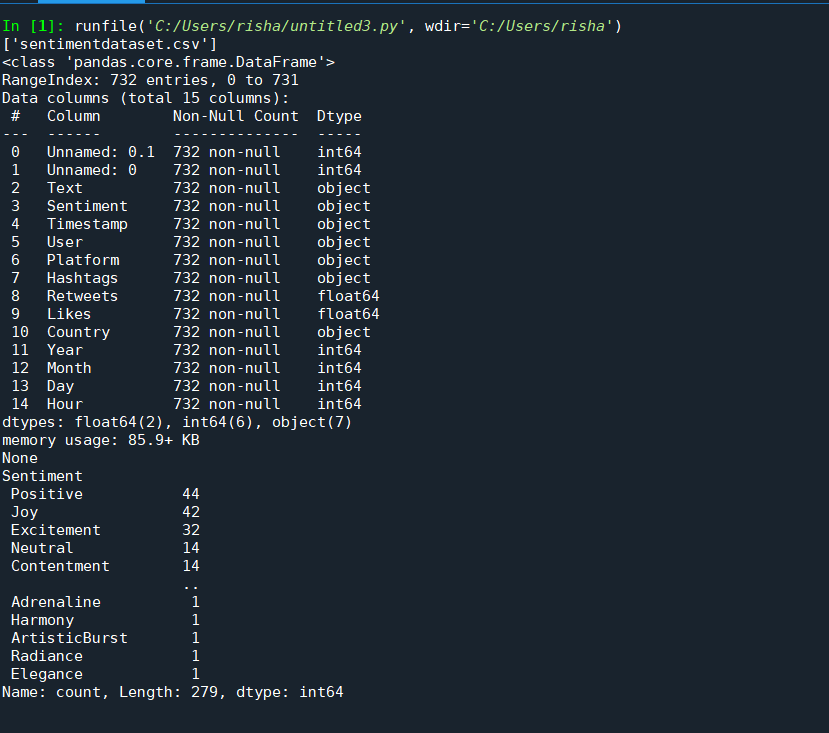 In [1]: runfile('C:/Users/risha/untitled3.py', wdir='C:/Users/risha')
['sentimentdataset.csv']
<class 'pandas.core.frame.DataFrame'>
RangeIndex: 732 entries, 0 to 731
Data columns (total 15 columns):
 #   Column        Non-Null Count  Dtype
---  ------        --------------  -----
 0   Unnamed: 0.1  732 non-null    int64
 1   Unnamed: 0    732 non-null    int64
 2   Text          732 non-null    object
 3   Sentiment     732 non-null    object
 4   Timestamp     732 non-null    object
 5   User          732 non-null    object
 6   Platform      732 non-null    object
 7   Hashtags      732 non-null    object
 8   Retweets      732 non-null    float64
 9   Likes         732 non-null    float64
 10  Country       732 non-null    object
 11  Year          732 non-null    int64
 12  Month         732 non-null    int64
 13  Day           732 non-null    int64
 14  Hour          732 non-null    int64
dtypes: float64(2), int64(6), object(7)
memory usage: 85.9+ KB
None
Sentiment
 Positive           44
 Joy                42
 Excitement         32
 Neutral            14
 Contentment        14
                    ..
 Adrenaline          1
 Harmony             1
 ArtisticBurst       1
 Radiance            1
 Elegance            1
Name: count, Length: 279, dtype: int64